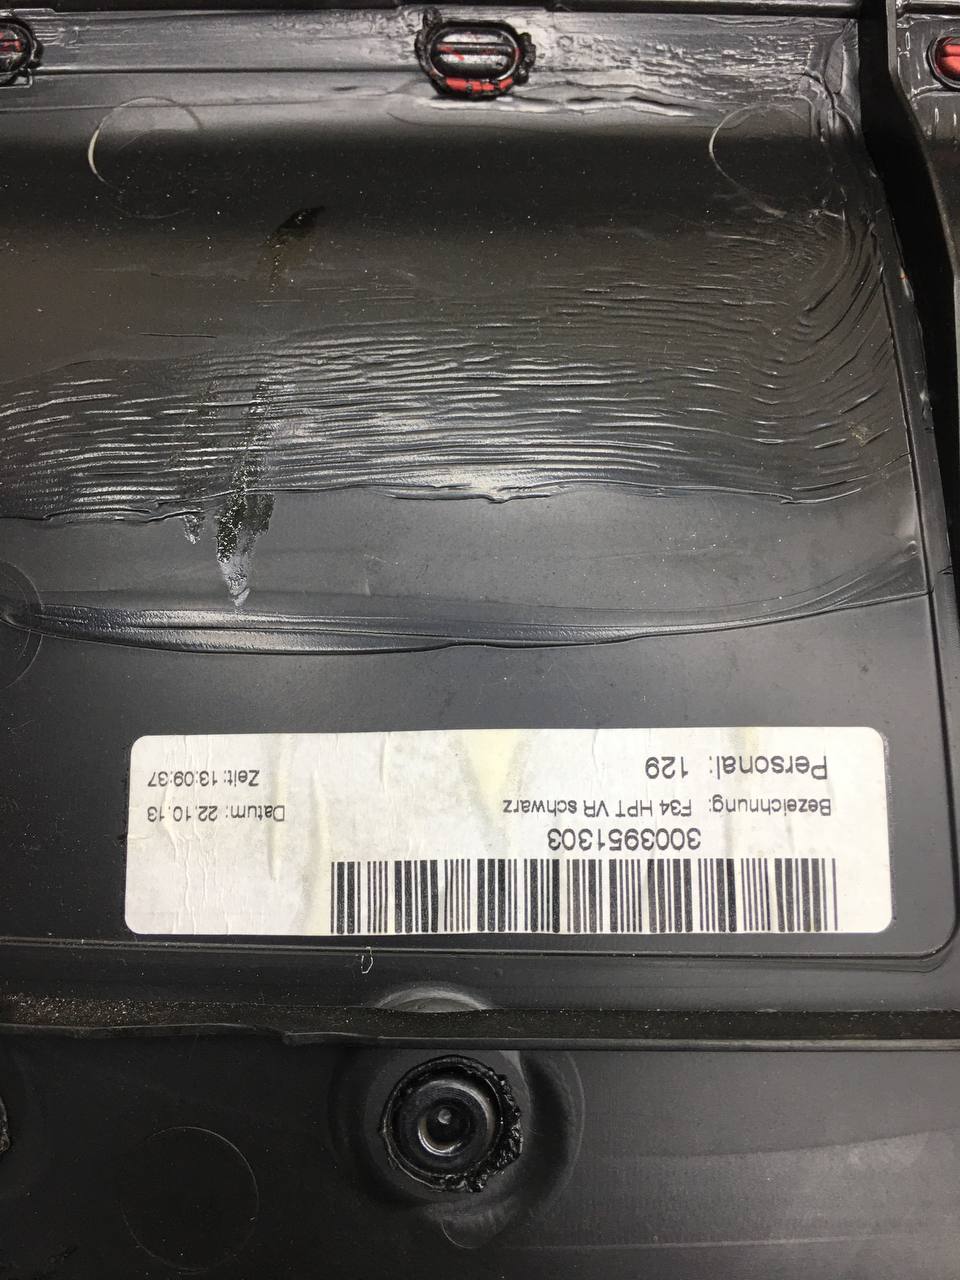 3003951303
Bezeichnung: F34 HPT VR schwarz
Datum: 22.10.13
Personal: 129
Zeit: 13:09:37